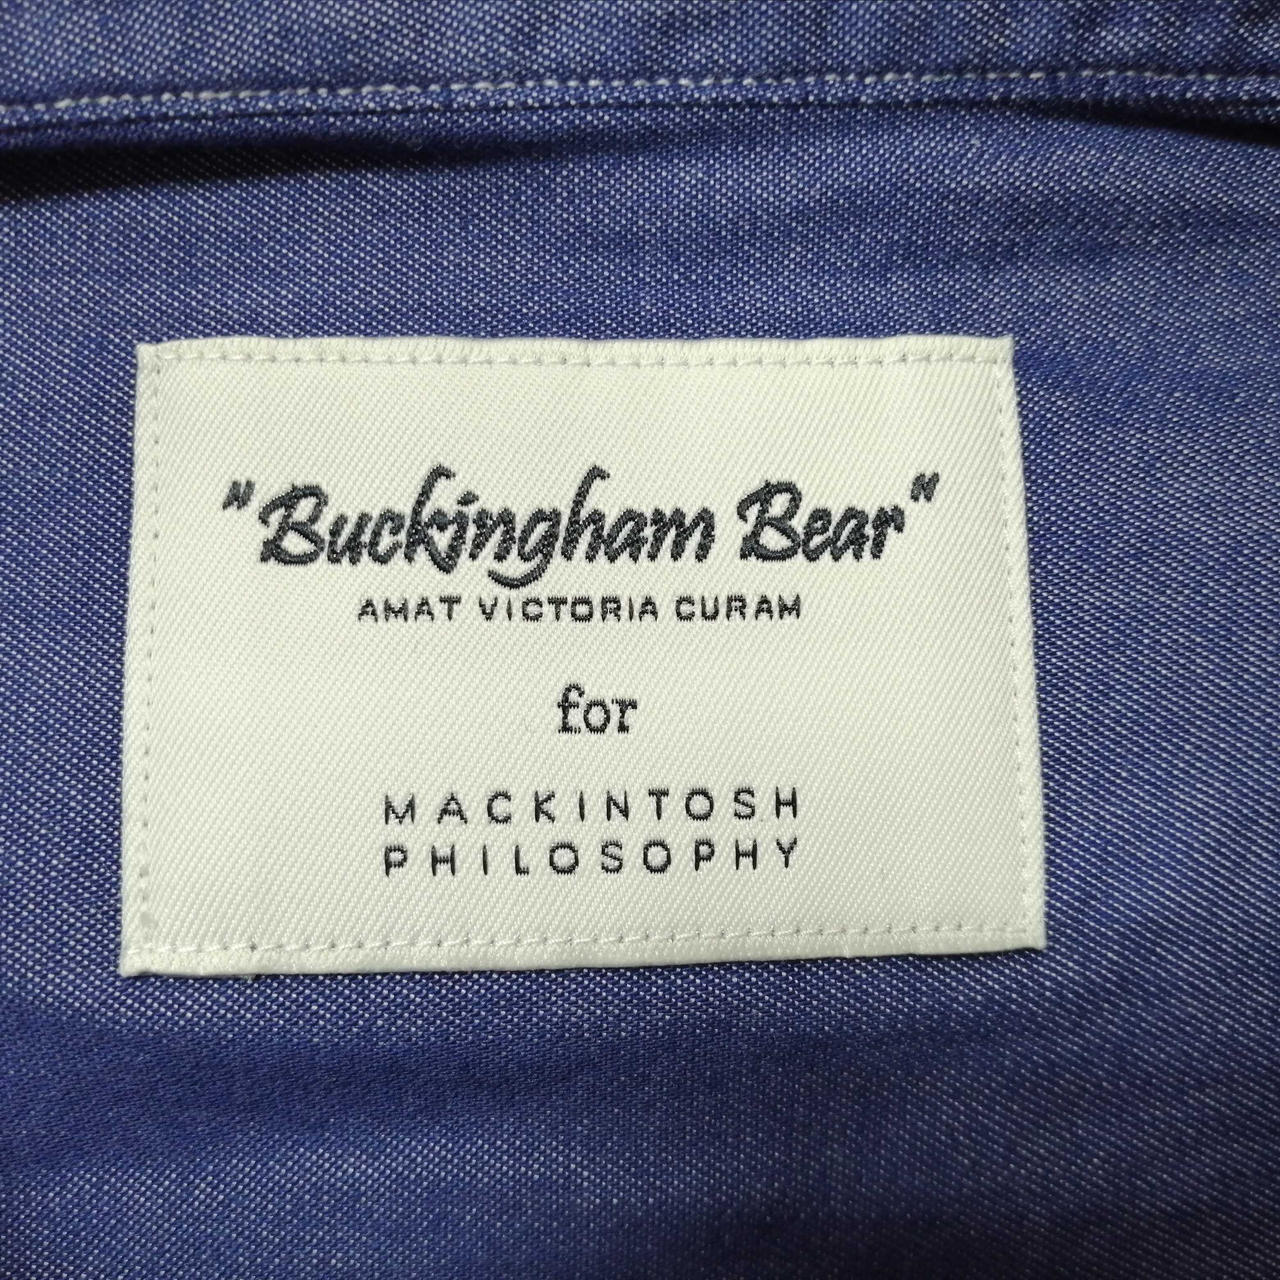 "Buckingham Bear"
AMAT VICTORIA CURAM
for
MACKINTOSH
PHILOSOPHY